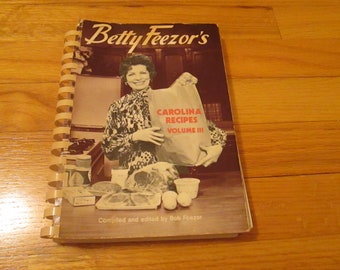 Betty Feezor's
CAROLINA
RECIPES
VOLUME III
Compiled and edited by Bob Feezor